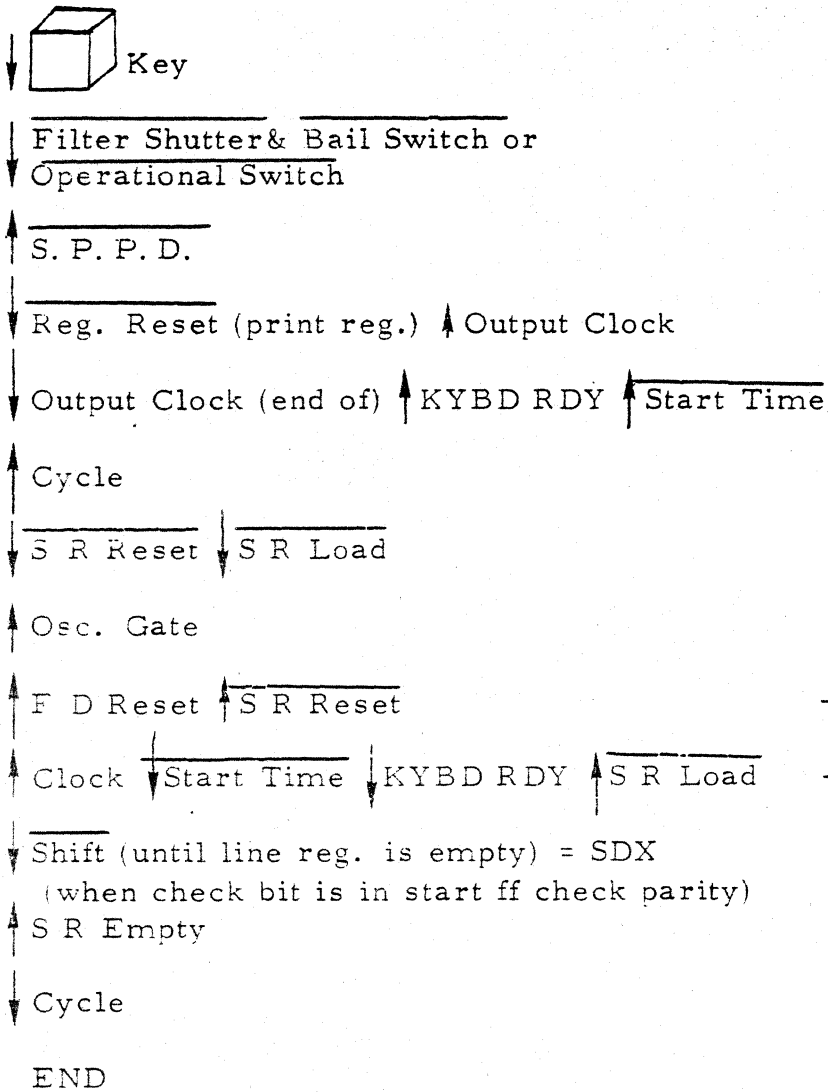 Key
Filter Shutter& Bail Switch or
Operational Switch
S. P. P. D.
Reg. Reset (print reg.) Output Clock
Output Clock (end of) KYBD RDY Start Time
Cycle
S R Reset S R Load
Osc. Gate
F D Reset S R Reset
Clock Start Time KYBD RDY S R Load
Shift (until line reg. is empty) = SDX
(when check bit is in start ff check parity)
S R Empty
Cycle
END